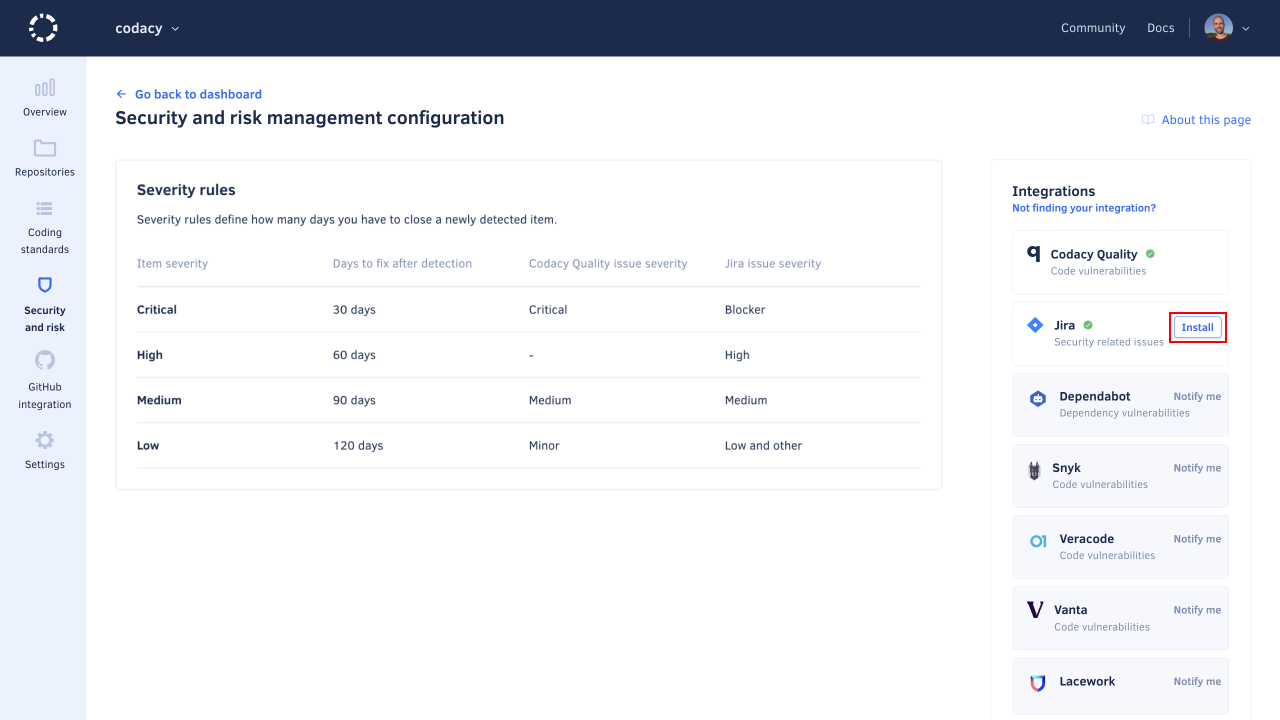 codacy
Community
Docs
Overview
Repositories
Coding
standards
Security
and risk
GitHub
integration
Settings
Go back to dashboard
Security and risk management configuration
About this page
Severity rules
Severity rules define how many days you have to close a newly detected item.
Item severity Days to fix after detection Codacy Quality issue severity Jira issue severity
Critical 30 days Critical Blocker
High 60 days - High
Medium 90 days Medium Medium
Low 120 days Minor Low and other
Integrations
Not finding your integration?
Codacy Quality
Code vulnerabilities
Jira Install
Security related issues
Dependabot Notify me
Dependency vulnerabilities
Snyk Notify me
Code vulnerabilities
Veracode Notify me
Code vulnerabilities
Vanta Notify me
Code vulnerabilities
Lacework Notify me